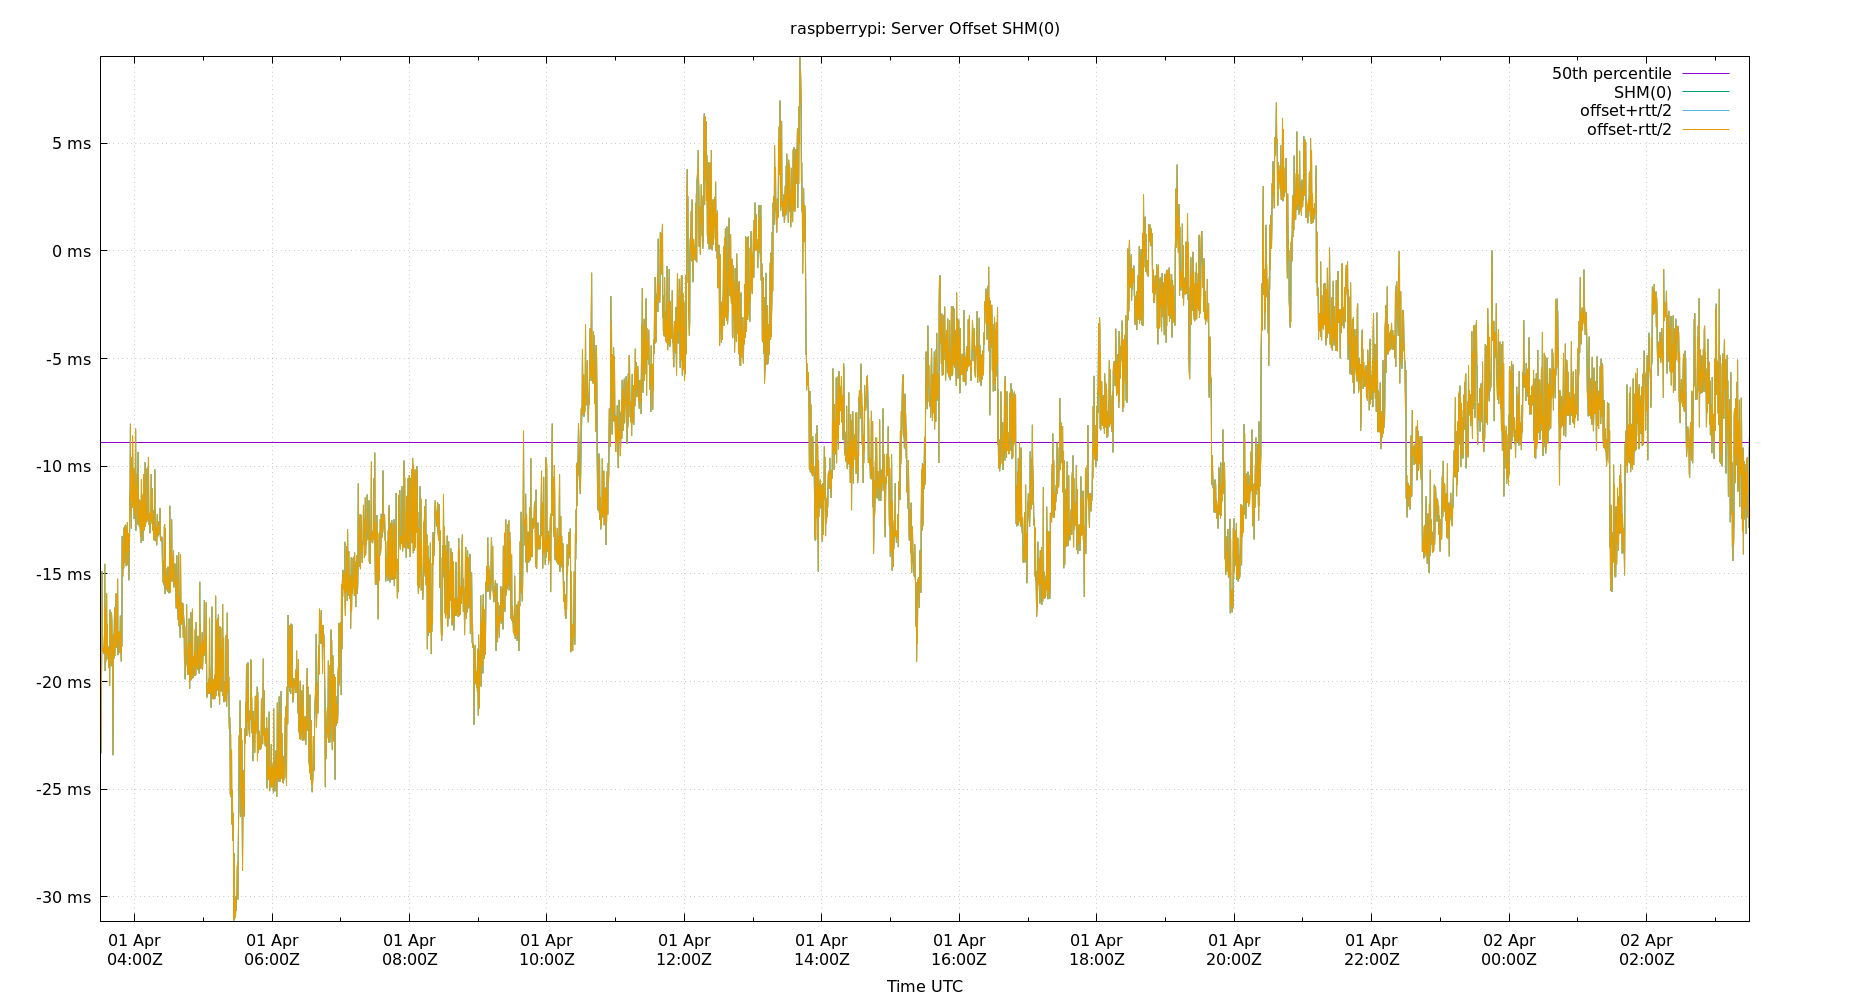 raspberrypi: Server Offset SHM(0)
50th percentile
SHM(0)
offset+rtt/2
offset-rtt/2
5 ms
0 ms
-5 ms
-10 ms
-15 ms
-20 ms
-25 ms
-30 ms
01 Apr 01 Apr 01 Apr 01 Apr 01 Apr 01 Apr 01 Apr 01 Apr 01 Apr 01 Apr 02 Apr 02 Apr
04:00Z 06:00Z 08:00Z 10:00Z 12:00Z 14:00Z 16:00Z 18:00Z 20:00Z 22:00Z 00:00Z 02:00Z
Time UTC